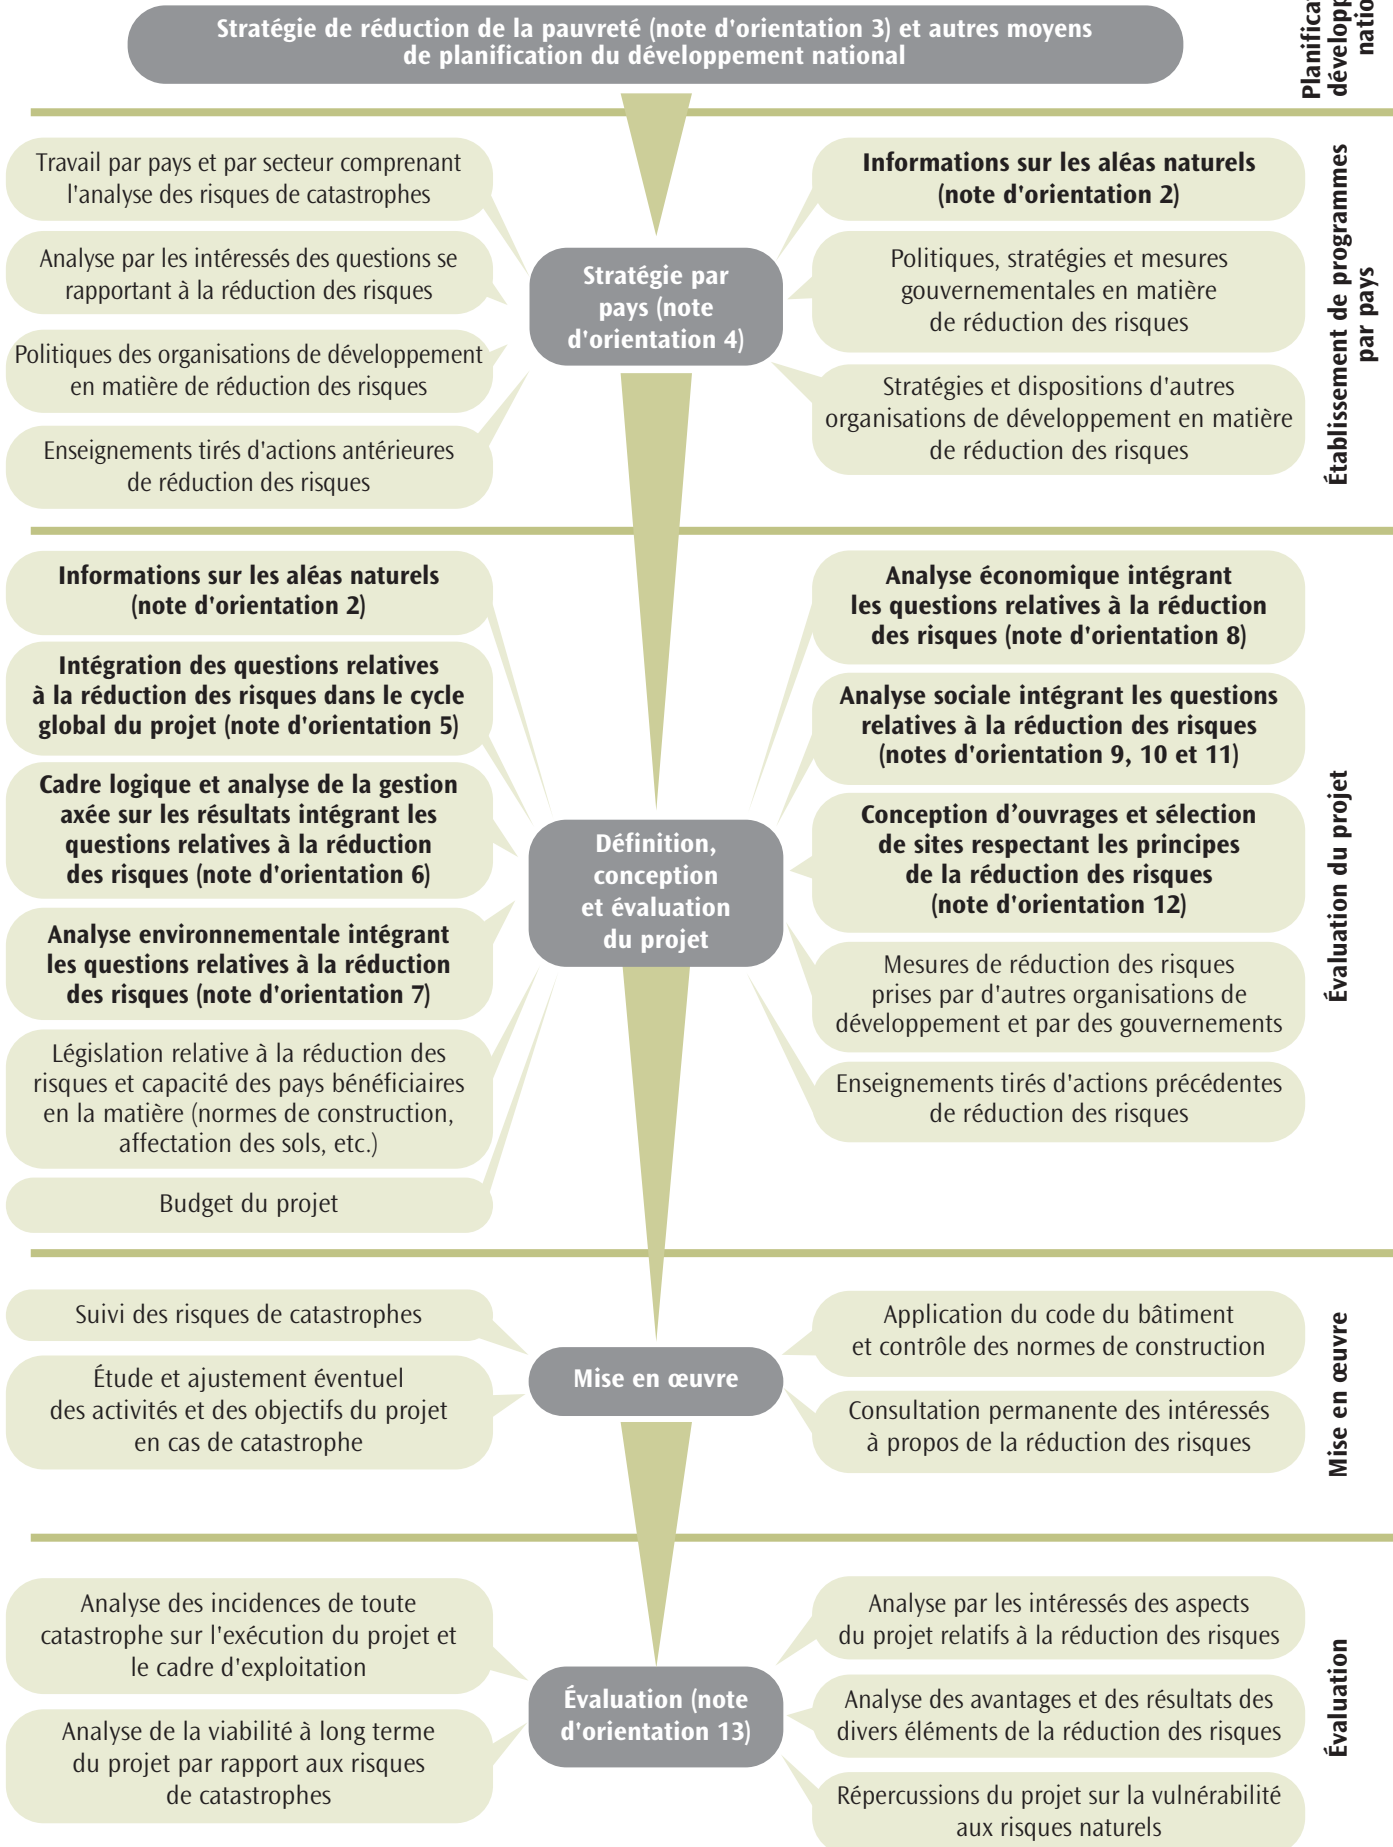 Stratégie de réduction de la pauvreté (note d'orientation 3) et autres moyens
de planification du développement national
Travail par pays et par secteur comprenant
l'analyse des risques de catastrophes
Analyse par les intéressés des questions se
rapportant à la réduction des risques
Politiques des organisations de développement
en matière de réduction des risques
Enseignements tirés d'actions antérieures
de réduction des risques
Stratégie par
pays (note
d'orientation 4)
Informations sur les aléas naturels
(note d'orientation 2)
Politiques, stratégies et mesures
gouvernementales en matière
de réduction des risques
Stratégies et dispositions d'autres
organisations de développement en matière
de réduction des risques
Établissement de programmes
par pays
Informations sur les aléas naturels
(note d'orientation 2)
Intégration des questions relatives
à la réduction des risques dans le cycle
global du projet (note d'orientation 5)
Cadre logique et analyse de la gestion
axée sur les résultats intégrant les
questions relatives à la réduction
des risques (note d'orientation 6)
Analyse environnementale intégrant
les questions relatives à la réduction
des risques (note d'orientation 7)
Législation relative à la réduction des
risques et capacité des pays bénéficiaires
en la matière (normes de construction,
affectation des sols, etc.)
Budget du projet
Définition,
conception
et évaluation
du projet
Analyse économique intégrant
les questions relatives à la réduction
des risques (note d'orientation 8)
Analyse sociale intégrant les questions
relatives à la réduction des risques
(notes d'orientation 9, 10 et 11)
Conception d’ouvrages et sélection
de sites respectant les principes
de la réduction des risques
(note d'orientation 12)
Mesures de réduction des risques
prises par d'autres organisations de
développement et par des gouvernements
Enseignements tirés d'actions précédentes
de réduction des risques
Évaluation du projet
Suivi des risques de catastrophes
Étude et ajustement éventuel
des activités et des objectifs du projet
en cas de catastrophe
Mise en œuvre
Application du code du bâtiment
et contrôle des normes de construction
Consultation permanente des intéressés
à propos de la réduction des risques
Mise en œuvre
Analyse des incidences de toute
catastrophe sur l'exécution du projet et
le cadre d'exploitation
Analyse de la viabilité à long terme
du projet par rapport aux risques
de catastrophes
Évaluation (note
d'orientation 13)
Analyse par les intéressés des aspects
du projet relatifs à la réduction des risques
Analyse des avantages et des résultats des
divers éléments de la réduction des risques
Répercussions du projet sur la vulnérabilité
aux risques naturels
Évaluation